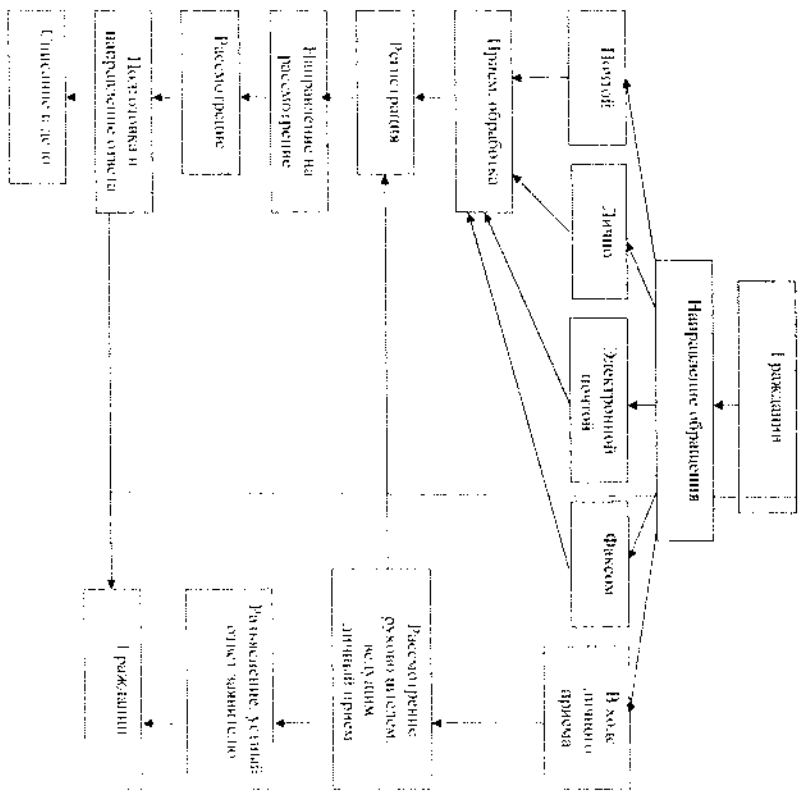 Гражданин
Направление обращения
Почтой
Лично
Электронной
почтой
Факсом
В ходе
личного
приема
Прием, обработка
Регистрация
Рассмотрение
руководителем,
ведущим
личный прием
Направление на
рассмотрение
Рассмотрение
Разъяснение, устный
ответ заявителю
Подготовка и
направление ответа
Гражданин
Списание в дело